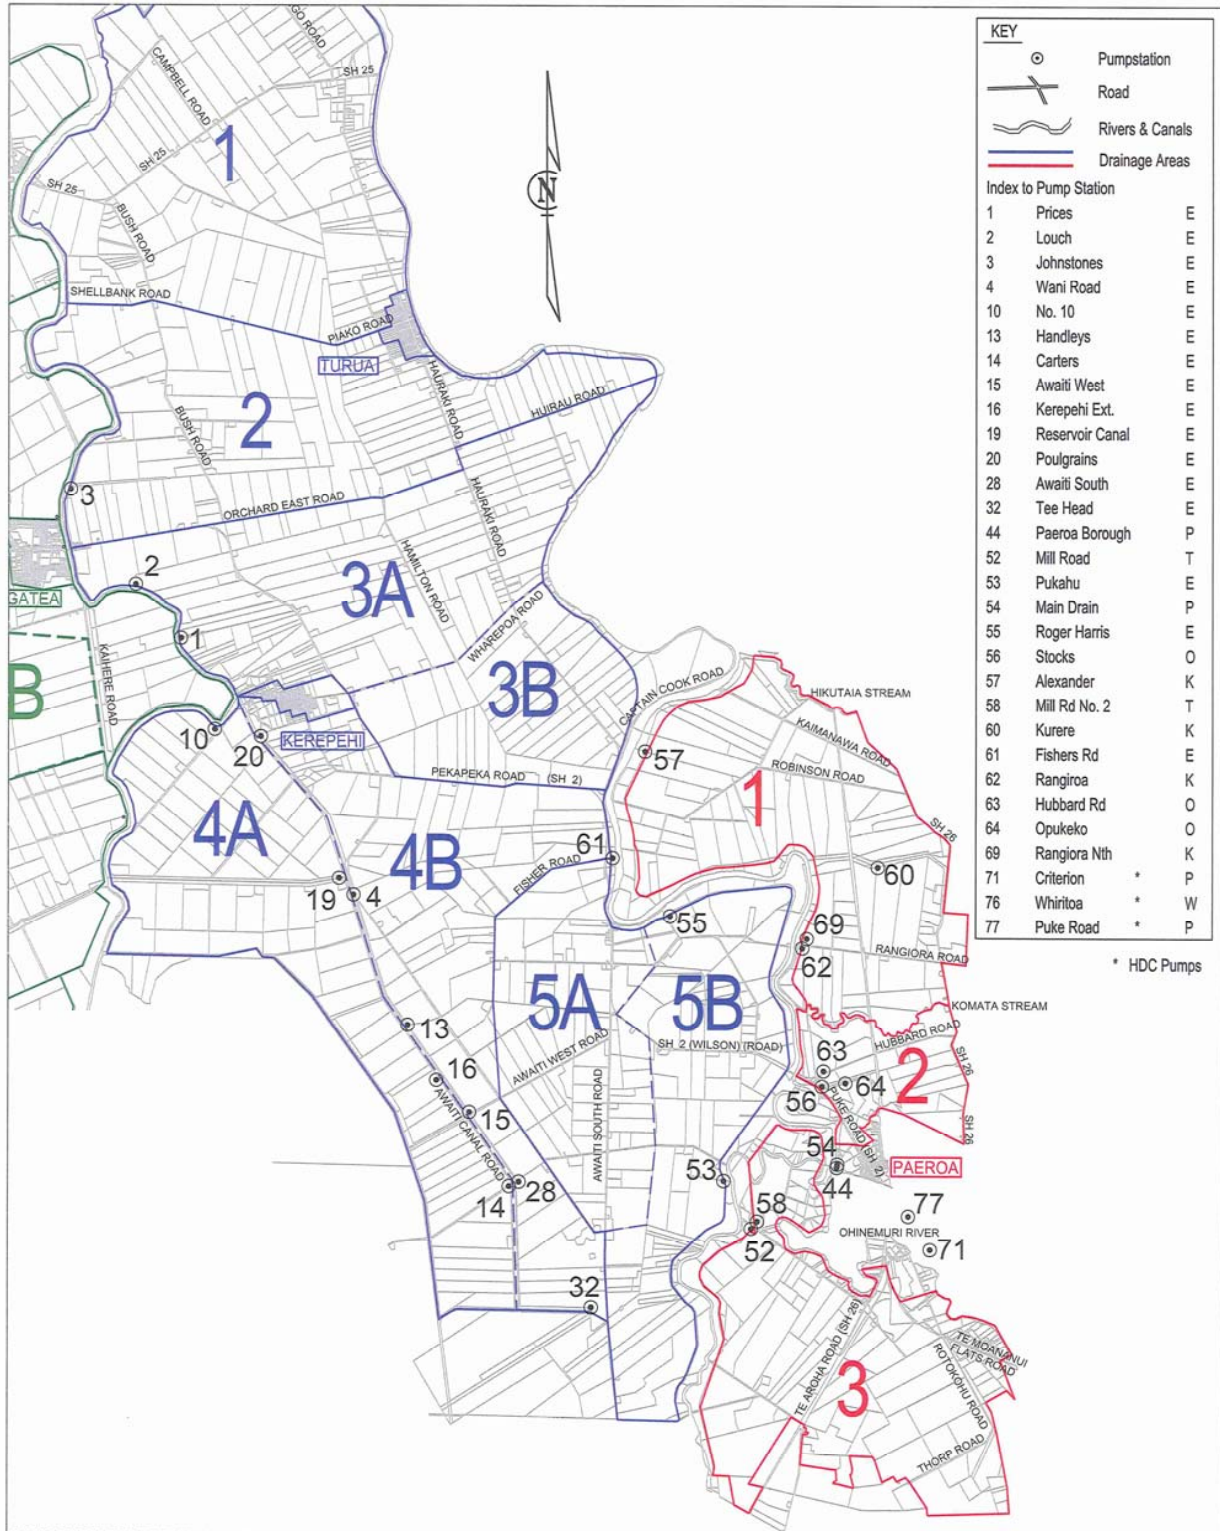 GO ROAD
SH 25
CAMPBELL ROAD
1
SH 25
SH 25
BUSH ROAD
SHELLBANK ROAD
PIAKO ROAD
TURUA
N
HAURAKI ROAD
HUIRAU ROAD
2
BUSH ROAD
3
ORCHARD EAST ROAD
HAURAKI ROAD
HAMILTON ROAD
GATEA
2
3A
1
WHAREPOA ROAD
KAIHERE ROAD
B
3B
CAPTAIN COOK ROAD
HIKUTAIA STREAM
KAIMANAWA ROAD
10
20
KEREPEHI
57
PEKAPEKA ROAD (SH 2)
ROBINSON ROAD
1
SH 26
4A
4B
61
FISHER ROAD
60
19
4
55
69
62
RANGIORA ROAD
5A
5B
KOMATA STREAM
13
SH 2 (WILSON) (ROAD)
HUBBARD ROAD
AWAITI WEST ROAD
63
2
SH 26
16
64
56
AWAITI CANAL ROAD
15
AWAITI SOUTH ROAD
PUKE ROAD (SH 2)
SH 26
54
PAEROA
53
44
14
28
77
58
OHINEMURI RIVER
52
71
32
TE AROHA ROAD (SH 26)
TE MOANANUI
FLATS ROAD
ROTOKOHU ROAD
3
THORP ROAD
KEY
Pumpstation
Road
Rivers & Canals
Drainage Areas
Index to Pump Station
1 Prices E
2 Louch E
3 Johnstones E
4 Wani Road E
10 No. 10 E
13 Handleys E
14 Carters E
15 Awaiti West E
16 Kerepehi Ext. E
19 Reservoir Canal E
20 Poulgrains E
28 Awaiti South E
32 Tee Head E
44 Paeroa Borough P
52 Mill Road T
53 Pukahu E
54 Main Drain P
55 Roger Harris E
56 Stocks O
57 Alexander K
58 Mill Rd No. 2 T
60 Kurere K
61 Fishers Rd E
62 Rangiroa K
63 Hubbard Rd O
64 Opukeko O
69 Rangiora Nth K
71 Criterion * P
76 Whiritoa * W
77 Puke Road * P
* HDC Pumps